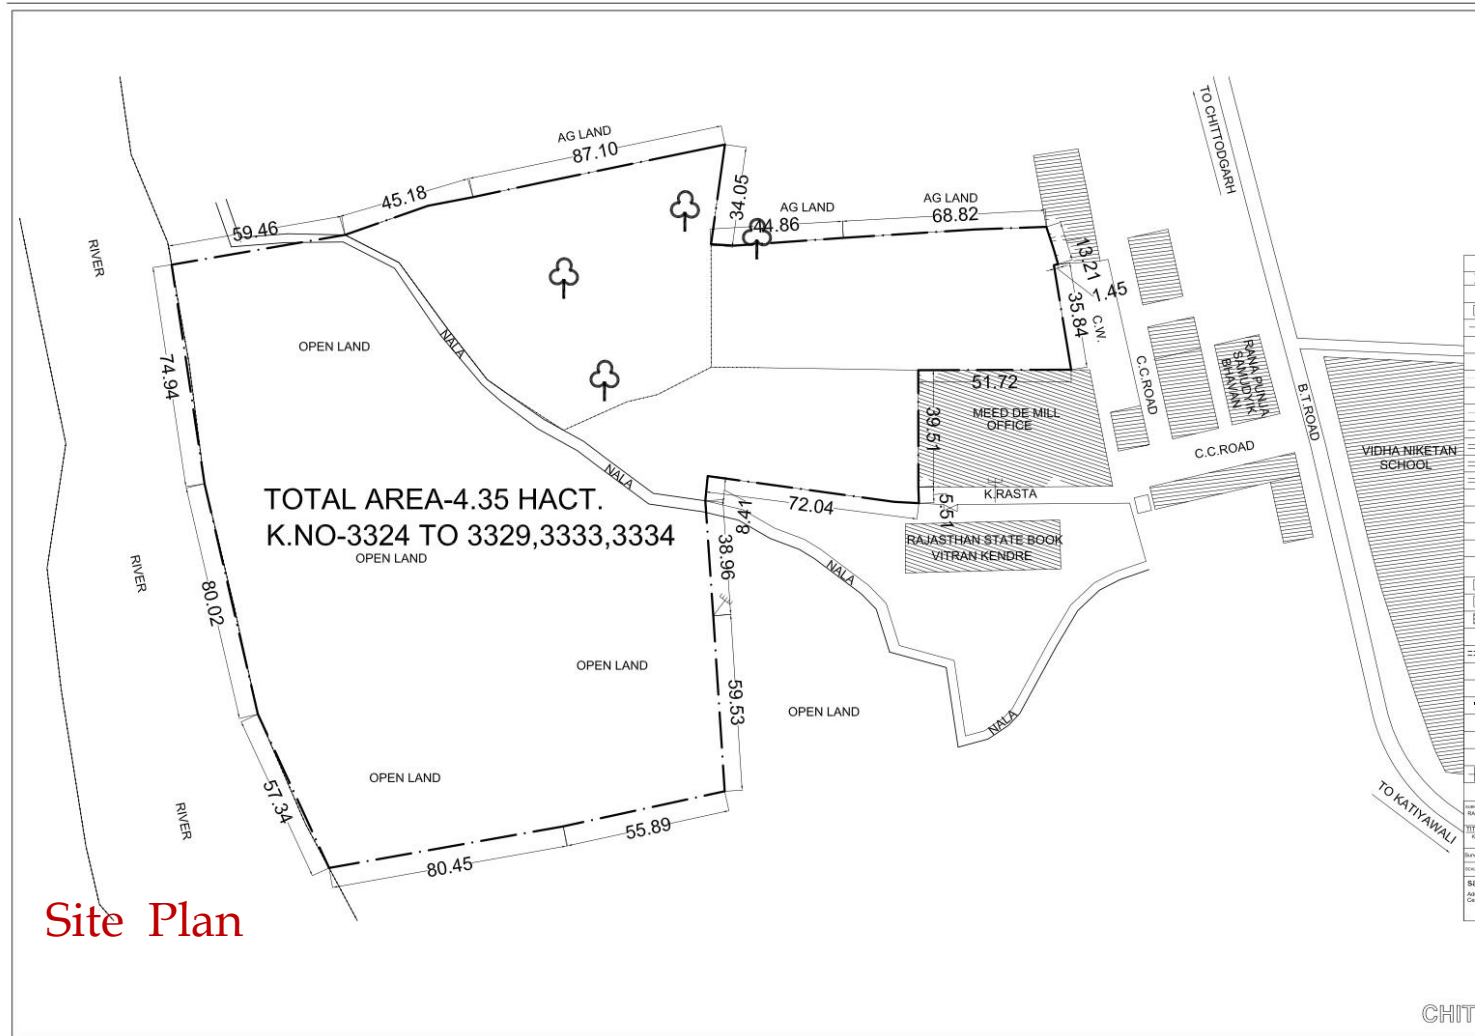 AG LAND
87.10
45.18
59.46
34.05
AG LAND
44.86
AG LAND
68.82
TO CHITTODGARH
13.21
1.45
35.84
C.W.
RIVER
OPEN LAND
NALA
74.94
C.C.ROAD
RANA PUNJA
SAMUDYIK
BHAVAN
B.T.ROAD
51.72
39.51
MEED DE MILL
OFFICE
C.C.ROAD
VIDHA NIKETAN
SCHOOL
NALA
TOTAL AREA-4.35 HACT.
K.NO-3324 TO 3329,3333,3334
OPEN LAND
72.04
8.41
K.RASTA
5.51
RAJASTHAN STATE BOOK
VITRAN KENDRE
38.96
NALA
RIVER
80.02
OPEN LAND
59.53
OPEN LAND
NALA
OPEN LAND
57.34
RIVER
80.45
55.89
TO KATIYAWALI
Site Plan
CHIT